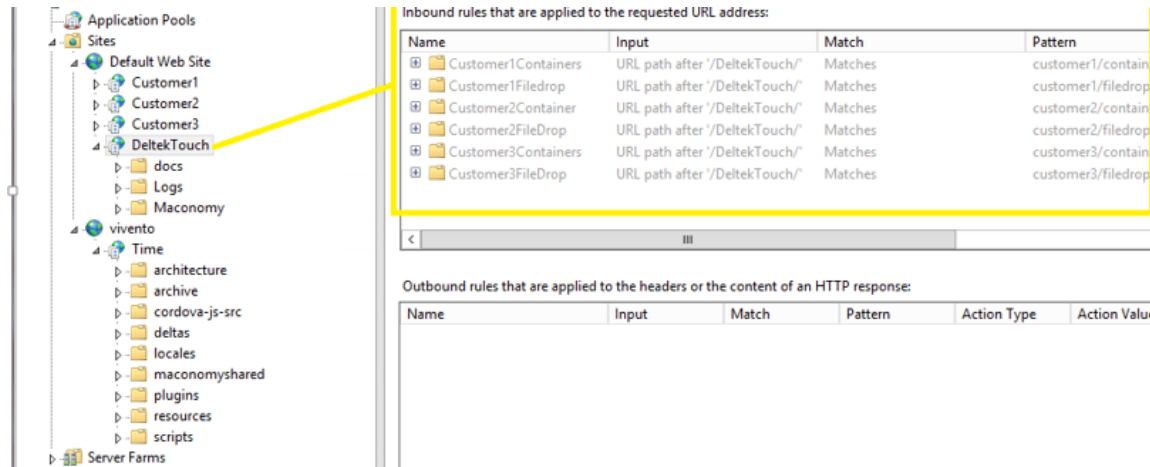 Application Pools
Sites
Default Web Site
Customer1
Customer2
Customer3
DeltekTouch
docs
Logs
Maconomy
vivento
Time
architecture
archive
cordova-js-src
deltas
locales
maconomyshared
plugins
resources
scripts
Server Farms
Inbound rules that are applied to the requested URL address:
Name Input Match Pattern
Customer1Containers URL path after '/DeltekTouch/' Matches customer1/contain
Customer1Filedrop URL path after '/DeltekTouch/' Matches customer1/filedrop
Customer2Container URL path after '/DeltekTouch/' Matches customer2/contain
Customer2FileDrop URL path after '/DeltekTouch/' Matches customer2/filedrop
Customer3Containers URL path after '/DeltekTouch/' Matches customer3/contain
Customer3FileDrop URL path after '/DeltekTouch/' Matches customer3/filedrop
Outbound rules that are applied to the headers or the content of an HTTP response:
Name Input Match Pattern Action Type Action Value